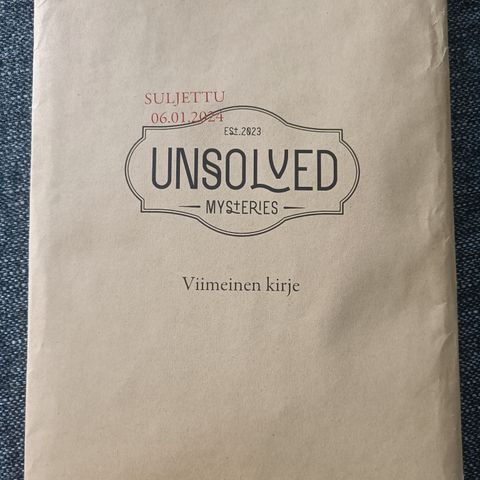 SULJETTU
06.01.2024
EST.2023
UNSOLVED
MYSTERIES
Viimeinen kirje